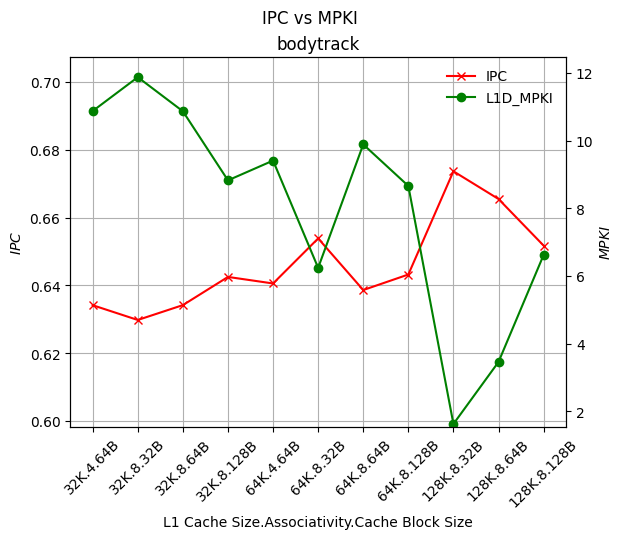 IPC vs MPKI
bodytrack
IPC
L1D_MPKI
0.70
0.68
0.66
0.64
0.62
0.60
IPC
12
10
8
6
4
2
MPKI
32K.4.64B
32K.8.32B
32K.8.64B
32K.8.128B
64K.4.64B
64K.8.32B
64K.8.64B
64K.8.128B
128K.8.32B
128K.8.64B
128K.8.128B
L1 Cache Size.Associativity.Cache Block Size